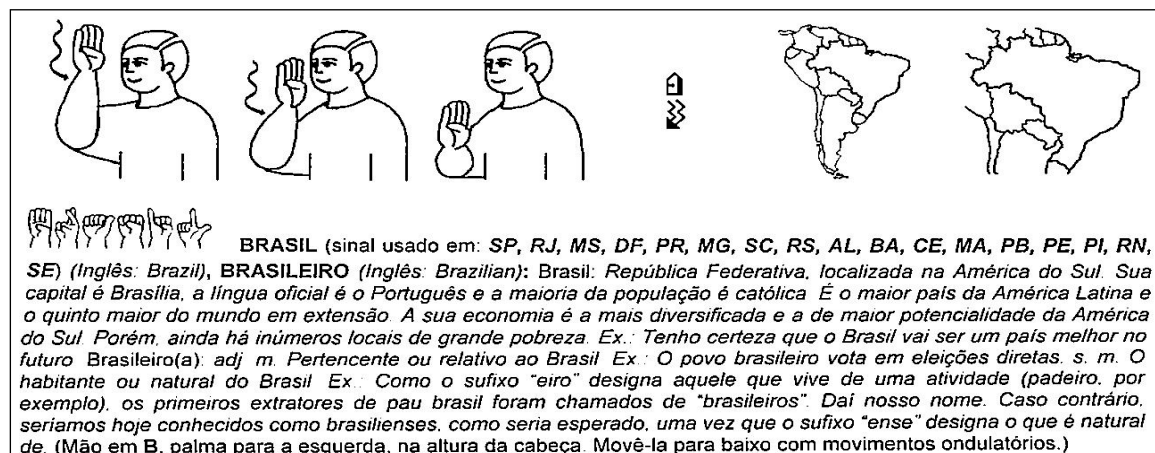 BRASIL (sinal usado em: SP, RJ, MS, DF, PR, MG, SC, RS, AL, BA, CE, MA, PB, PE, PI, RN,
SE) (Inglês: Brazil), BRASILEIRO (Inglês: Brazilian): Brasil: República Federativa, localizada na América do Sul. Sua
capital é Brasília, a língua oficial é o Português e a maioria da população é católica. É o maior país da América Latina e
o quinto maior do mundo em extensão. A sua economia é a mais diversificada e a de maior potencialidade da América
do Sul. Porém, ainda há inúmeros locais de grande pobreza. Ex.: Tenho certeza que o Brasil vai ser um país melhor no
futuro. Brasileiro(a): adj. m. Pertencente ou relativo ao Brasil. Ex.: O povo brasileiro vota em eleições diretas. s. m. O
habitante ou natural do Brasil. Ex.: Como o sufixo "eiro" designa aquele que vive de uma atividade (padeiro, por
exemplo), os primeiros extratores de pau brasil foram chamados de "brasileiros". Daí nosso nome. Caso contrário,
seríamos hoje conhecidos como brasilienses, como seria esperado, uma vez que o sufixo "ense" designa o que é natural
de. (Mão em B, palma para a esquerda, na altura da cabeça. Movê-la para baixo com movimentos ondulatórios.)